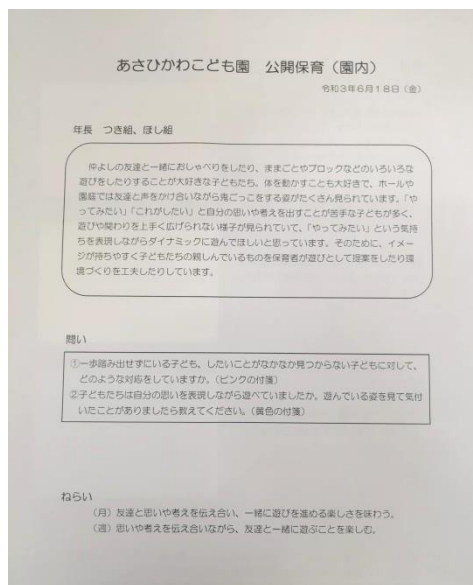 あさひかわこども園　公開保育（園内）
令和3年6月18日（金）
年長　つき組、ほし組
仲よしの友達と一緒におしゃべりをしたり、ままごとやブロックなどのいろいろな
遊びをしたりすることが大好きな子どもたち。体を動かすことも大好きで、ホールや
園庭では友達と声をかけ合いながら鬼ごっこをする姿がたくさん見られています。「や
ってみたい」「これがしたい」と自分の思いや考えを出すことが苦手な子どもが多く、
遊びや関わりを上手く広げられない様子が見られていて、「やってみたい」という気持
ちを表現しながらダイナミックに遊んでほしいと思っています。そのために、イメー
ジが持ちやすく子どもたちの親しんでいるものを保育者が遊びとして提案をしたり環
境づくりを工夫したりしています。
問い
①一歩踏み出せずにいる子ども、したいことがなかなか見つからない子どもに対して、
どのような対応をしていますか。（ピンクの付箋）
②子どもたちは自分の思いを表現しながら遊べていましたか。遊んでいる姿を見て気付
いたことがありましたら教えてください。（黄色の付箋）
ねらい
（月）友達と思いや考えを伝え合い、一緒に遊びを進める楽しさを味わう。
（週）思いや考えを伝え合いながら、友達と一緒に遊ぶことを楽しむ。